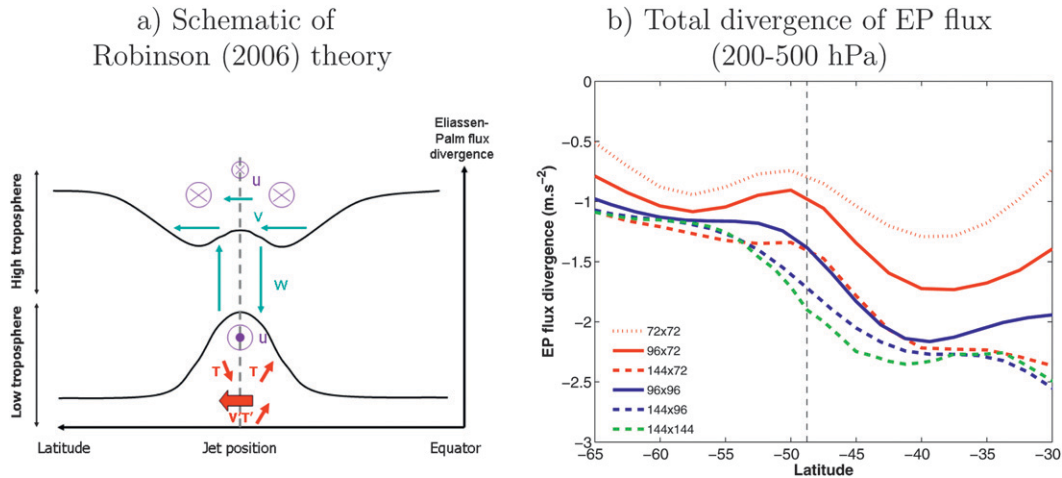 a) Schematic of
Robinson (2006) theory
Eliassen-
Palm flux
divergence
High troposphere
u
v
w
Low troposphere
u
T
T
V'T'
Latitude
Jet position
Equator
b) Total divergence of EP flux
(200-500 hPa)
EP flux divergence (m.s⁻²)
0
−0.5
−1
−1.5
−2
−2.5
−3
72x72
96x72
144x72
96x96
144x96
144x144
−65
−60
−55
−50
−45
−40
−35
−30
Latitude